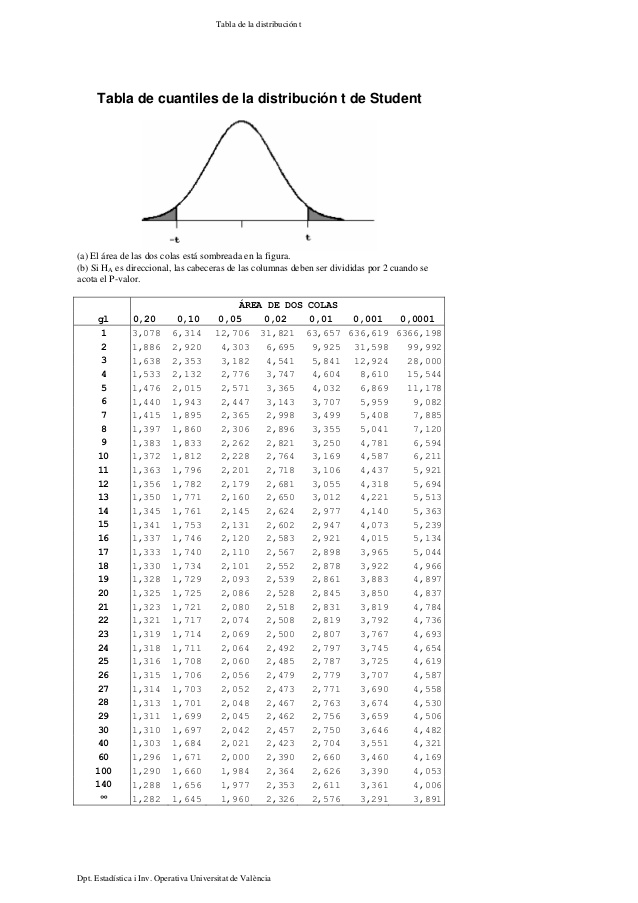 Tabla de la distribución t
Tabla de cuantiles de la distribución t de Student
-t t
(a) El área de las dos colas está sombreada en la figura.
(b) Si HA es direccional, las cabeceras de las columnas deben ser divididas por 2 cuando se
acota el P-valor.
ÁREA DE DOS COLAS
gl 0,20 0,10 0,05 0,02 0,01 0,001 0,0001
1 3,078 6,314 12,706 31,821 63,657 636,619 6366,198
2 1,886 2,920 4,303 6,695 9,925 31,598 99,992
3 1,638 2,353 3,182 4,541 5,841 12,924 28,000
4 1,533 2,132 2,776 3,747 4,604 8,610 15,544
5 1,476 2,015 2,571 3,365 4,032 6,869 11,178
6 1,440 1,943 2,447 3,143 3,707 5,959 9,082
7 1,415 1,895 2,365 2,998 3,499 5,408 7,885
8 1,397 1,860 2,306 2,896 3,355 5,041 7,120
9 1,383 1,833 2,262 2,821 3,250 4,781 6,594
10 1,372 1,812 2,228 2,764 3,169 4,587 6,211
11 1,363 1,796 2,201 2,718 3,106 4,437 5,921
12 1,356 1,782 2,179 2,681 3,055 4,318 5,694
13 1,350 1,771 2,160 2,650 3,012 4,221 5,513
14 1,345 1,761 2,145 2,624 2,977 4,140 5,363
15 1,341 1,753 2,131 2,602 2,947 4,073 5,239
16 1,337 1,746 2,120 2,583 2,921 4,015 5,134
17 1,333 1,740 2,110 2,567 2,898 3,965 5,044
18 1,330 1,734 2,101 2,552 2,878 3,922 4,966
19 1,328 1,729 2,093 2,539 2,861 3,883 4,897
20 1,325 1,725 2,086 2,528 2,845 3,850 4,837
21 1,323 1,721 2,080 2,518 2,831 3,819 4,784
22 1,321 1,717 2,074 2,508 2,819 3,792 4,736
23 1,319 1,714 2,069 2,500 2,807 3,767 4,693
24 1,318 1,711 2,064 2,492 2,797 3,745 4,654
25 1,316 1,708 2,060 2,485 2,787 3,725 4,619
26 1,315 1,706 2,056 2,479 2,779 3,707 4,587
27 1,314 1,703 2,052 2,473 2,771 3,690 4,558
28 1,313 1,701 2,048 2,467 2,763 3,674 4,530
29 1,311 1,699 2,045 2,462 2,756 3,659 4,506
30 1,310 1,697 2,042 2,457 2,750 3,646 4,482
40 1,303 1,684 2,021 2,423 2,704 3,551 4,321
60 1,296 1,671 2,000 2,390 2,660 3,460 4,169
100 1,290 1,660 1,984 2,364 2,626 3,390 4,053
140 1,288 1,656 1,977 2,353 2,611 3,361 4,006
∞ 1,282 1,645 1,960 2,326 2,576 3,291 3,891
Dpt. Estadística i Inv. Operativa Universitat de València